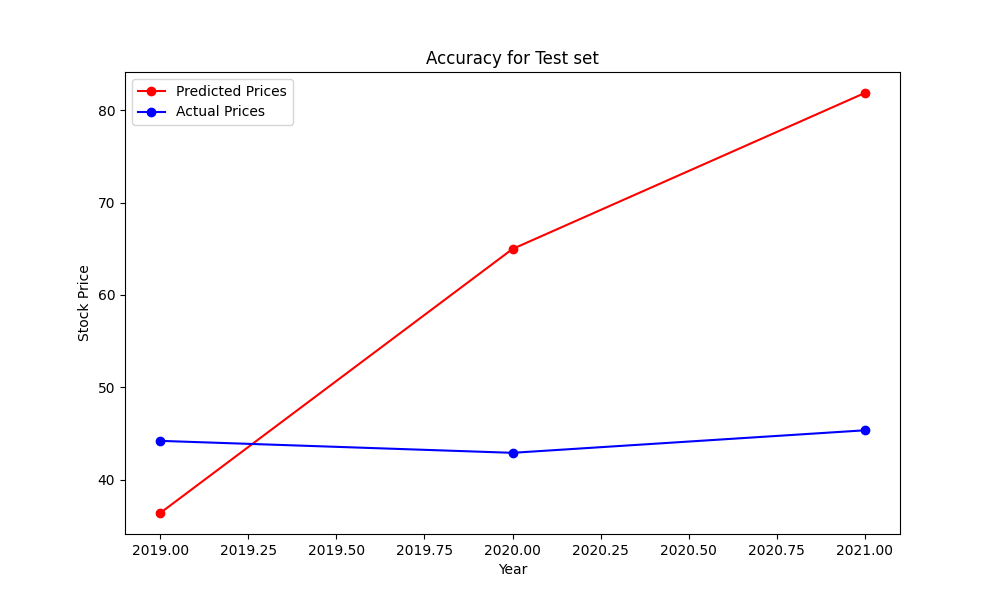 Accuracy for Test set
Predicted Prices
Actual Prices
80
70
60
50
40
Stock Price
2019.00 2019.25 2019.50 2019.75 2020.00 2020.25 2020.50 2020.75 2021.00
Year